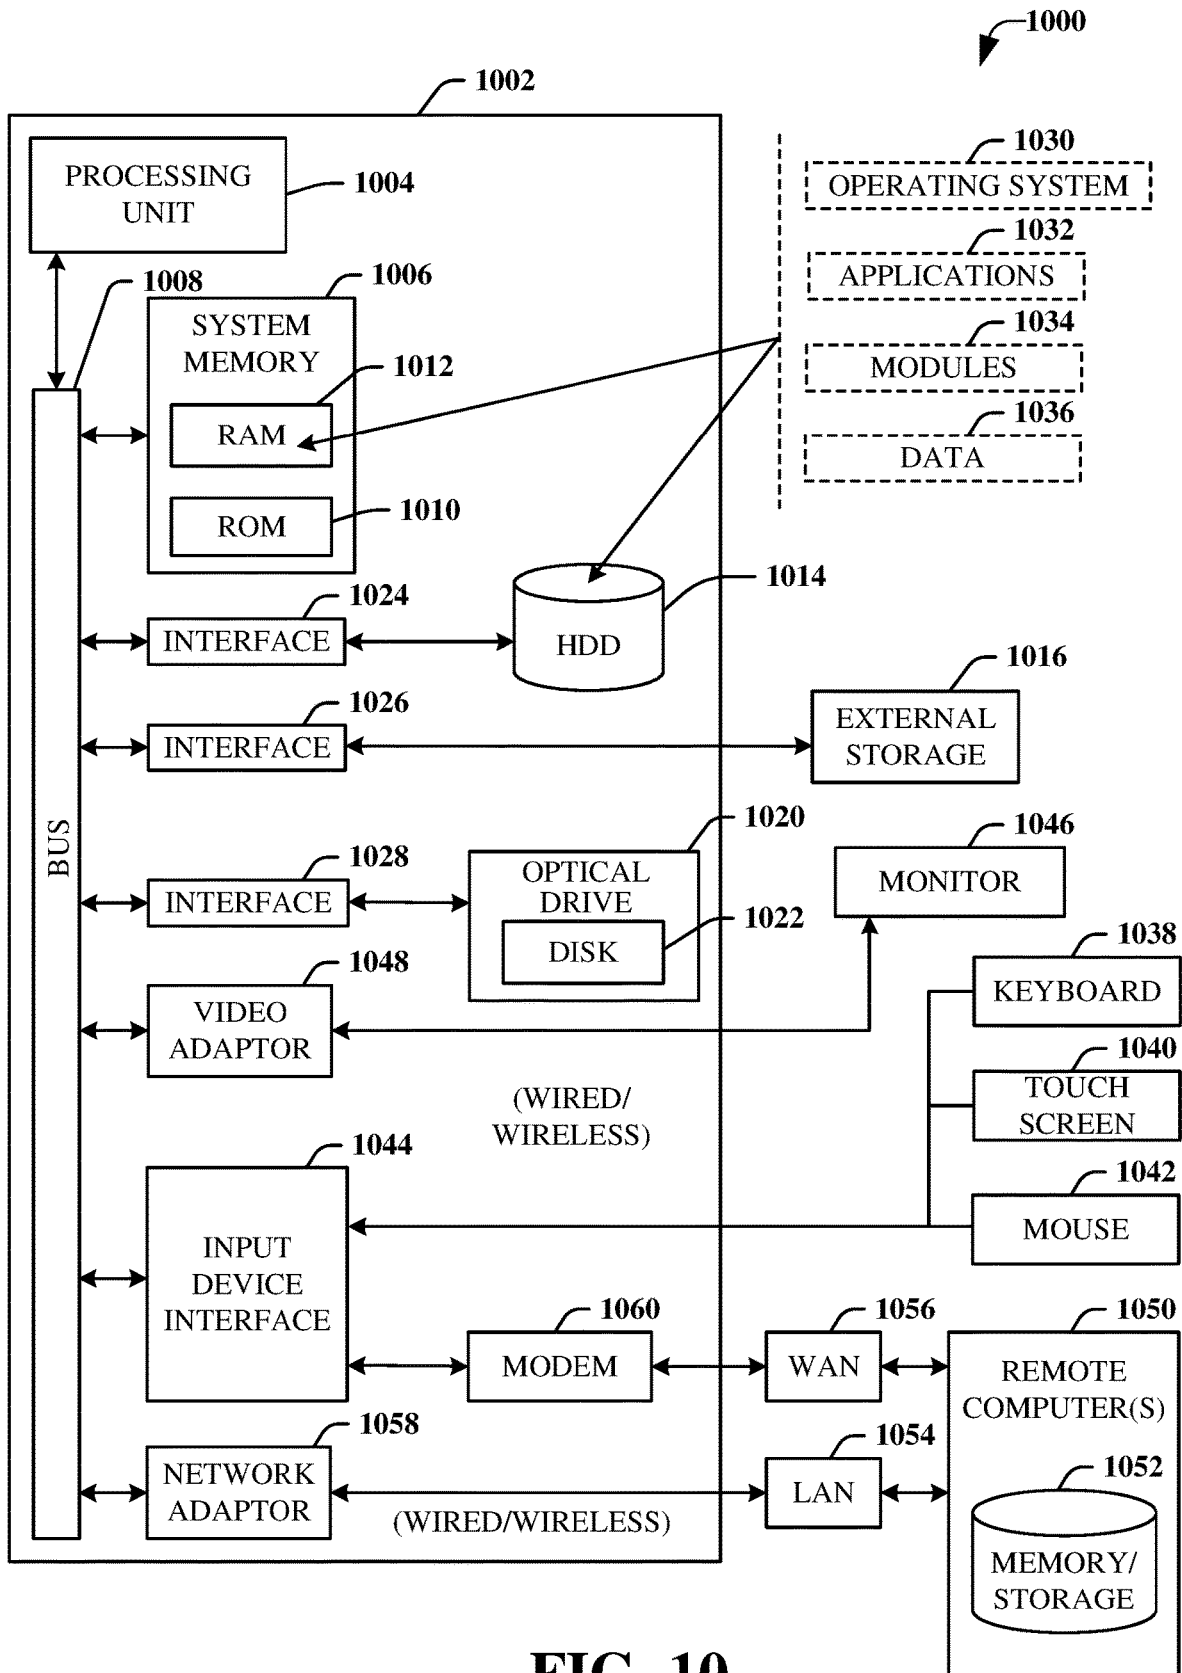 1000
1002
PROCESSING
UNIT
1004
1030
OPERATING SYSTEM
1032
APPLICATIONS
1034
MODULES
1036
DATA
1008
1006
SYSTEM
MEMORY
1012
RAM
1010
ROM
1024
INTERFACE
1014
HDD
1026
INTERFACE
1016
EXTERNAL
STORAGE
BUS
1028
INTERFACE
1020
OPTICAL
DRIVE
1022
DISK
1046
MONITOR
1048
VIDEO
ADAPTOR
1038
KEYBOARD
1040
TOUCH
SCREEN
(WIRED/
WIRELESS)
1042
MOUSE
1044
INPUT
DEVICE
INTERFACE
1060
MODEM
1056
WAN
1050
REMOTE
COMPUTER(S)
1058
NETWORK
ADAPTOR
(WIRED/WIRELESS)
1054
LAN
1052
MEMORY/
STORAGE
FIG. 10